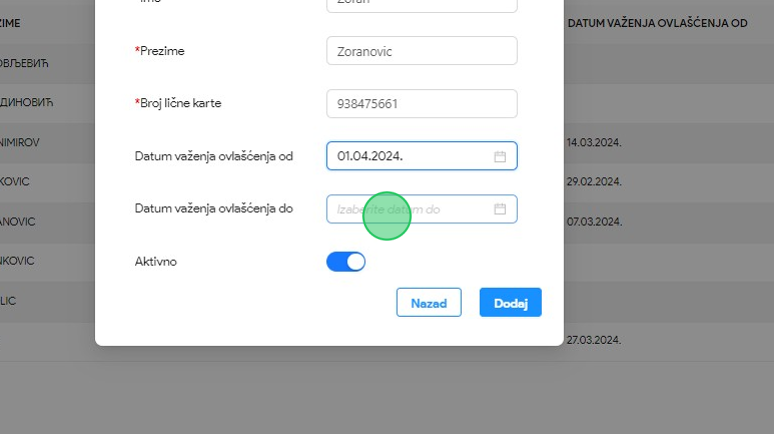 ZIME
DATUM VAŽENJA OVLAŠĆENJA OD
Zoran
*Prezime
Zoranovic
*Broj lične karte
938475661
Datum važenja ovlašćenja od
01.04.2024.
Datum važenja ovlašćenja do
Izaberite datum do
Aktivno
Nazad
Dodaj
ОВЉЕВИЋ
ДИНОВИЋ
NIMIROV
14.03.2024.
KOVIC
29.02.2024.
ANOVIC
07.03.2024.
NKOVIC
LIC
27.03.2024.